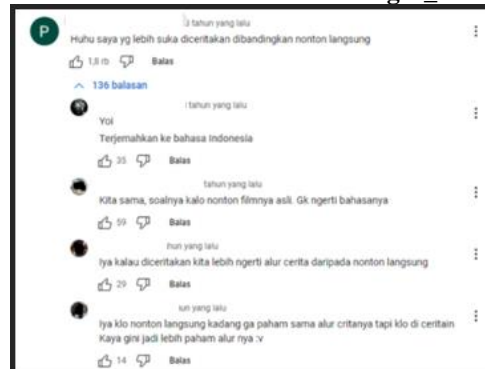 P
tahun yang lalu
Huhu saya yg lebih suka diceritakan dibandingkan nonton langsung
1,8 rb Balas
136 balasan
tahun yang lalu
Yoi
Terjemahkan ke bahasa Indonesia
35 Balas
tahun yang lalu
Kita sama, soalnya kalo nonton filmnya asli. Gk ngerti bahasanya
59 Balas
hun yang lalu
Iya kalau diceritakan kita lebih ngerti alur cerita daripada nonton langsung
29 Balas
un yang lalu
Iya klo nonton langsung kadang ga paham sama alur critanya tapi klo di ceritain
Kaya gini jadi lebih paham alur nya :v
14 Balas